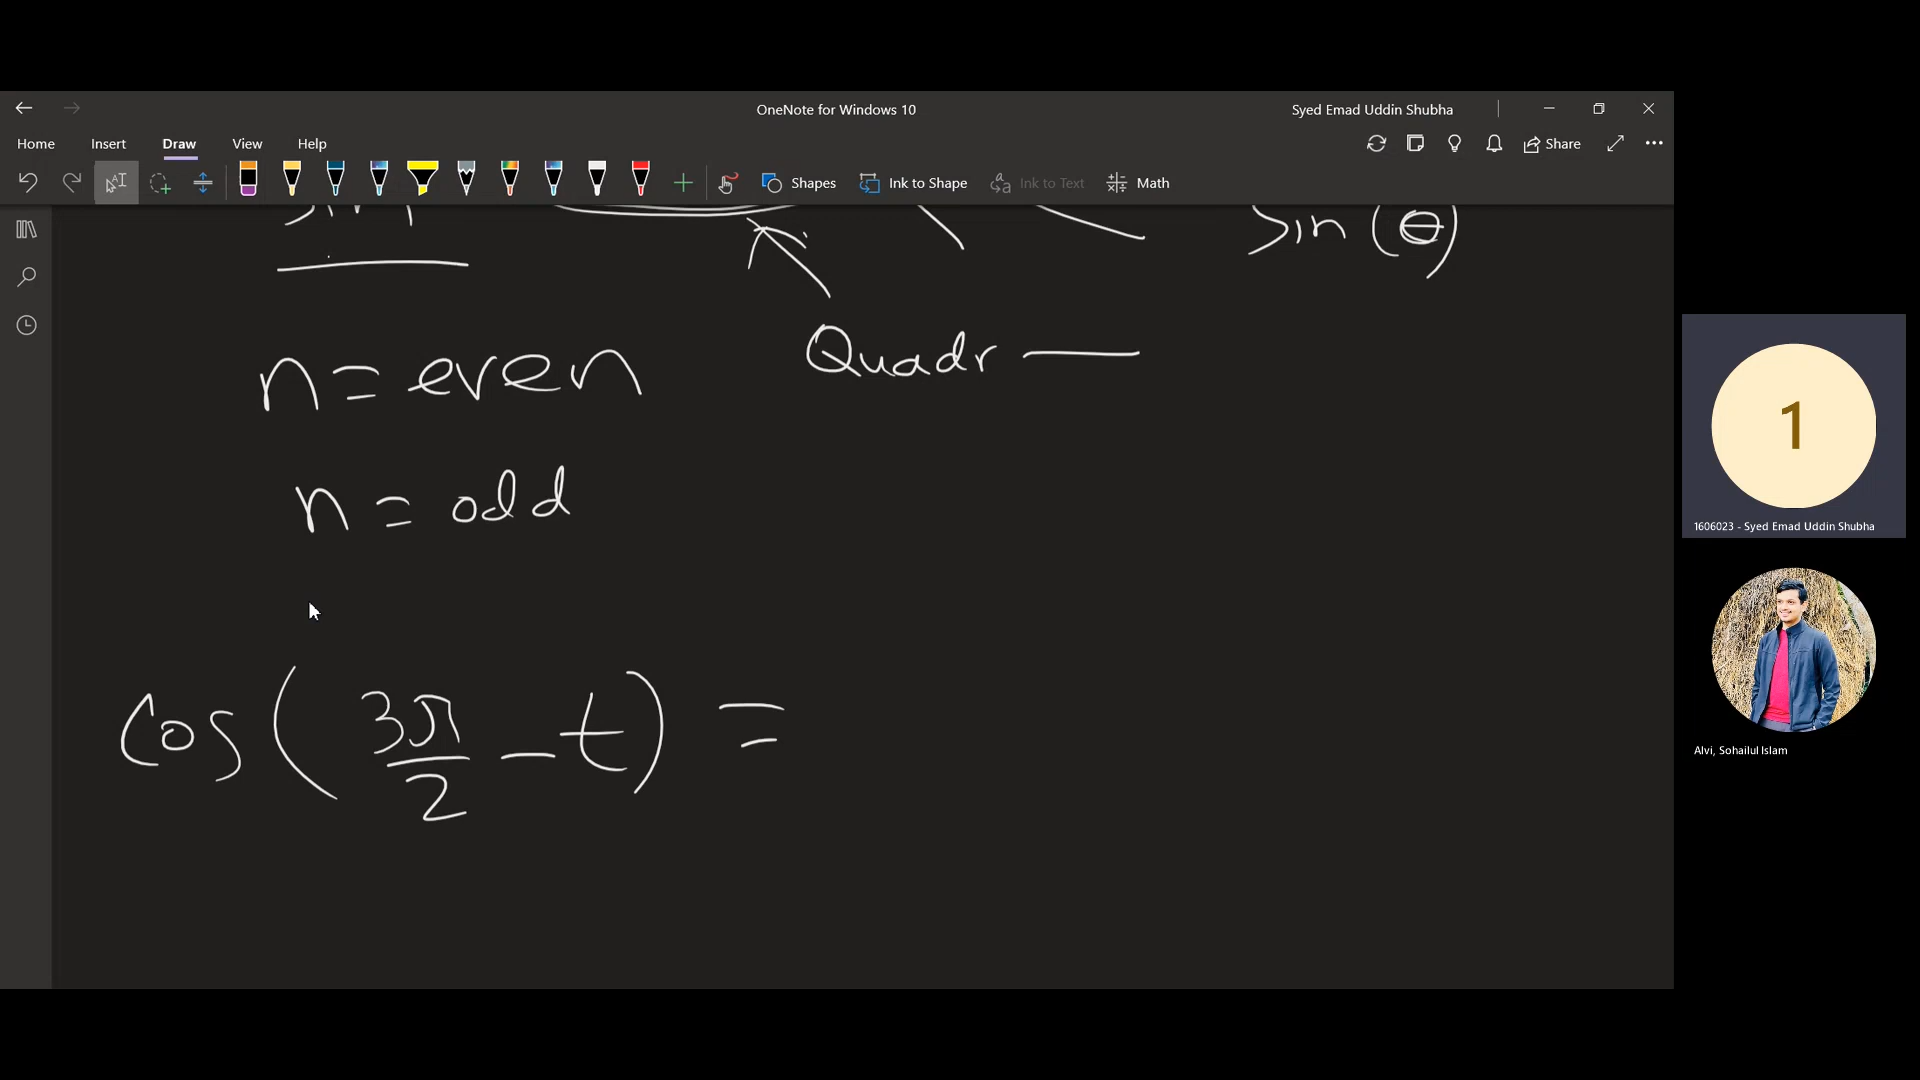 OneNote for Windows 10
Syed Emad Uddin Shubha
Home Insert Draw View Help
Share
Shapes
Ink to Shape
Ink to Text
Math
sin (θ)
n = even
Quadr
n = odd
cos ( 3π/2 - t ) =
1
1606023 - Syed Emad Uddin Shubha
Alvi, Sohailul Islam